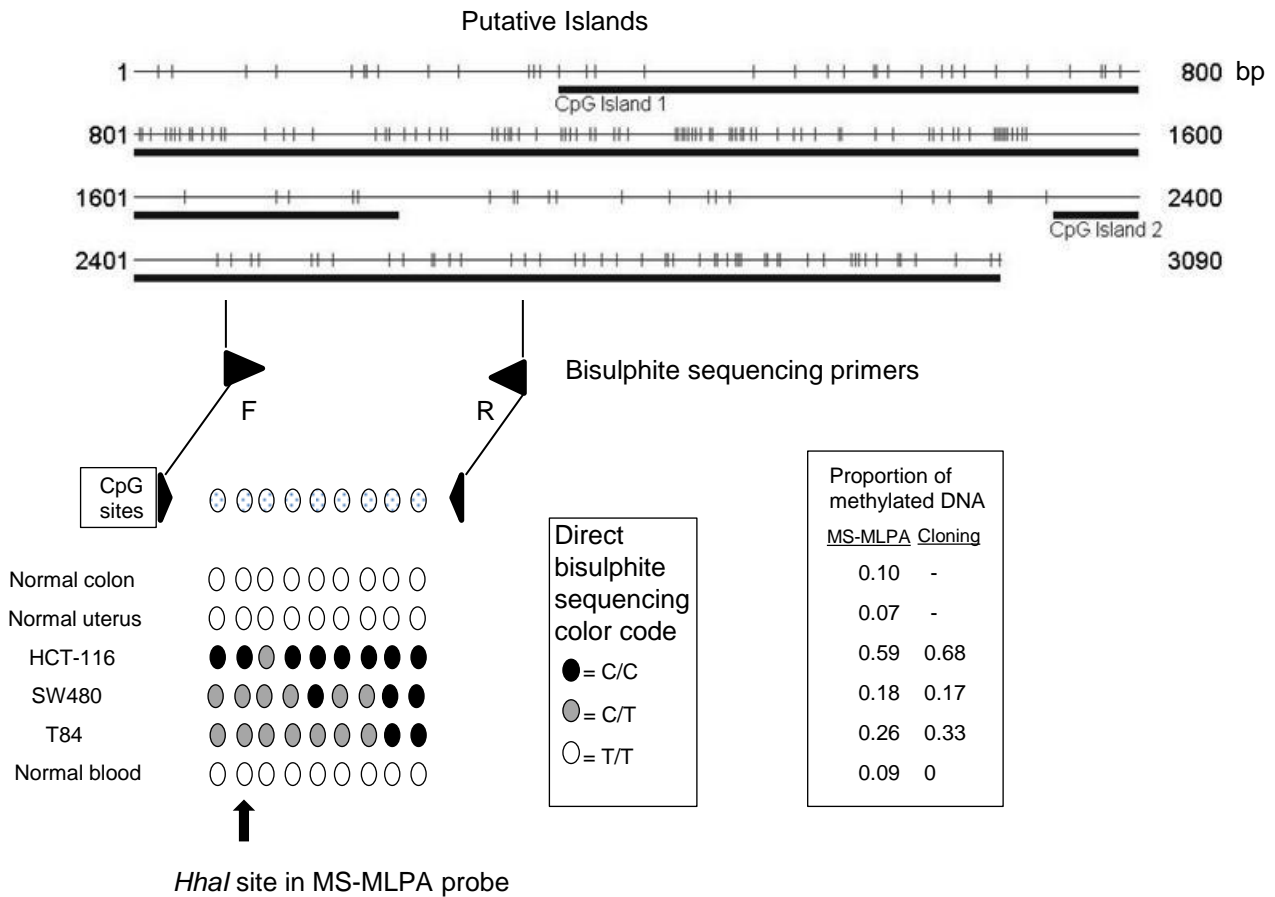 Putative Islands
1 800 bp
CpG Island 1
801 1600
1601 2400
CpG Island 2
2401 3090
Bisulphite sequencing primers
F R
CpG
sites
Normal colon
Normal uterus
HCT-116
SW480
T84
Normal blood
HhaI site in MS-MLPA probe
Direct
bisulphite
sequencing
color code
= C/C
= C/T
= T/T
Proportion of
methylated DNA
MS-MLPA Cloning
0.10 -
0.07 -
0.59 0.68
0.18 0.17
0.26 0.33
0.09 0